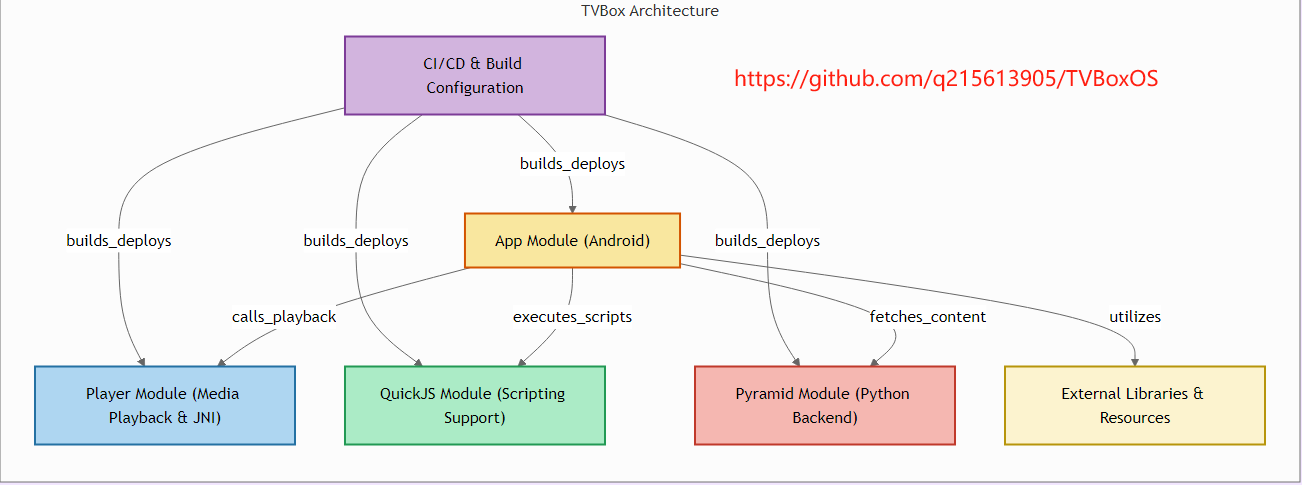 TVBox Architecture
CI/CD & Build
Configuration
https://github.com/q215613905/TVBoxOS
builds_deploys
builds_deploys
builds_deploys
App Module (Android)
builds_deploys
calls_playback
executes_scripts
fetches_content
utilizes
Player Module (Media
Playback & JNI)
QuickJS Module (Scripting
Support)
Pyramid Module (Python
Backend)
External Libraries &
Resources